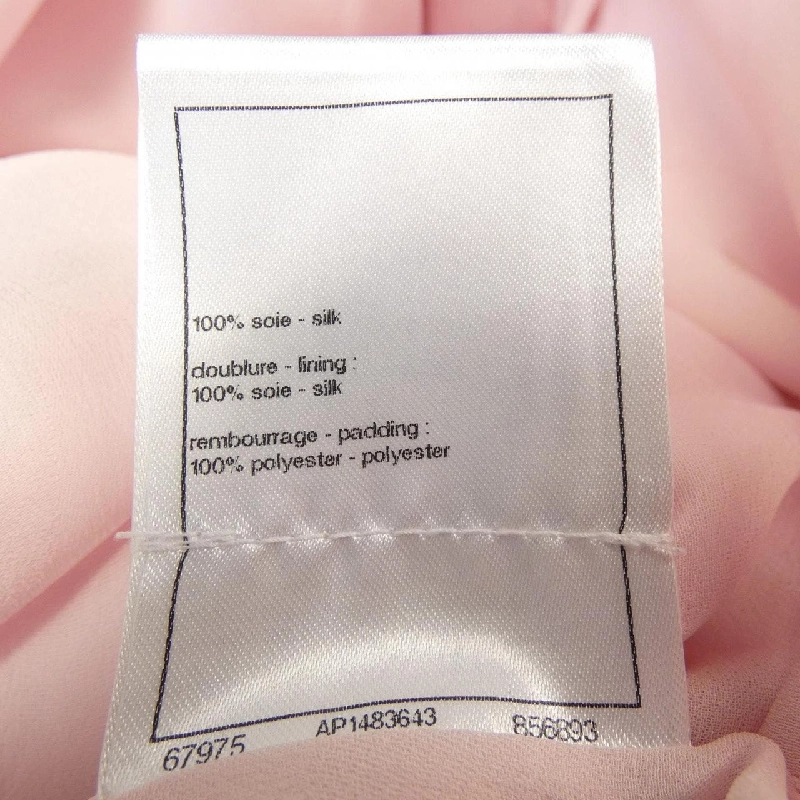 100% soie - silk
doublure - lining :
100% soie - silk
rembourrage - padding :
100% polyester - polyester
67975 AP1483643 856893